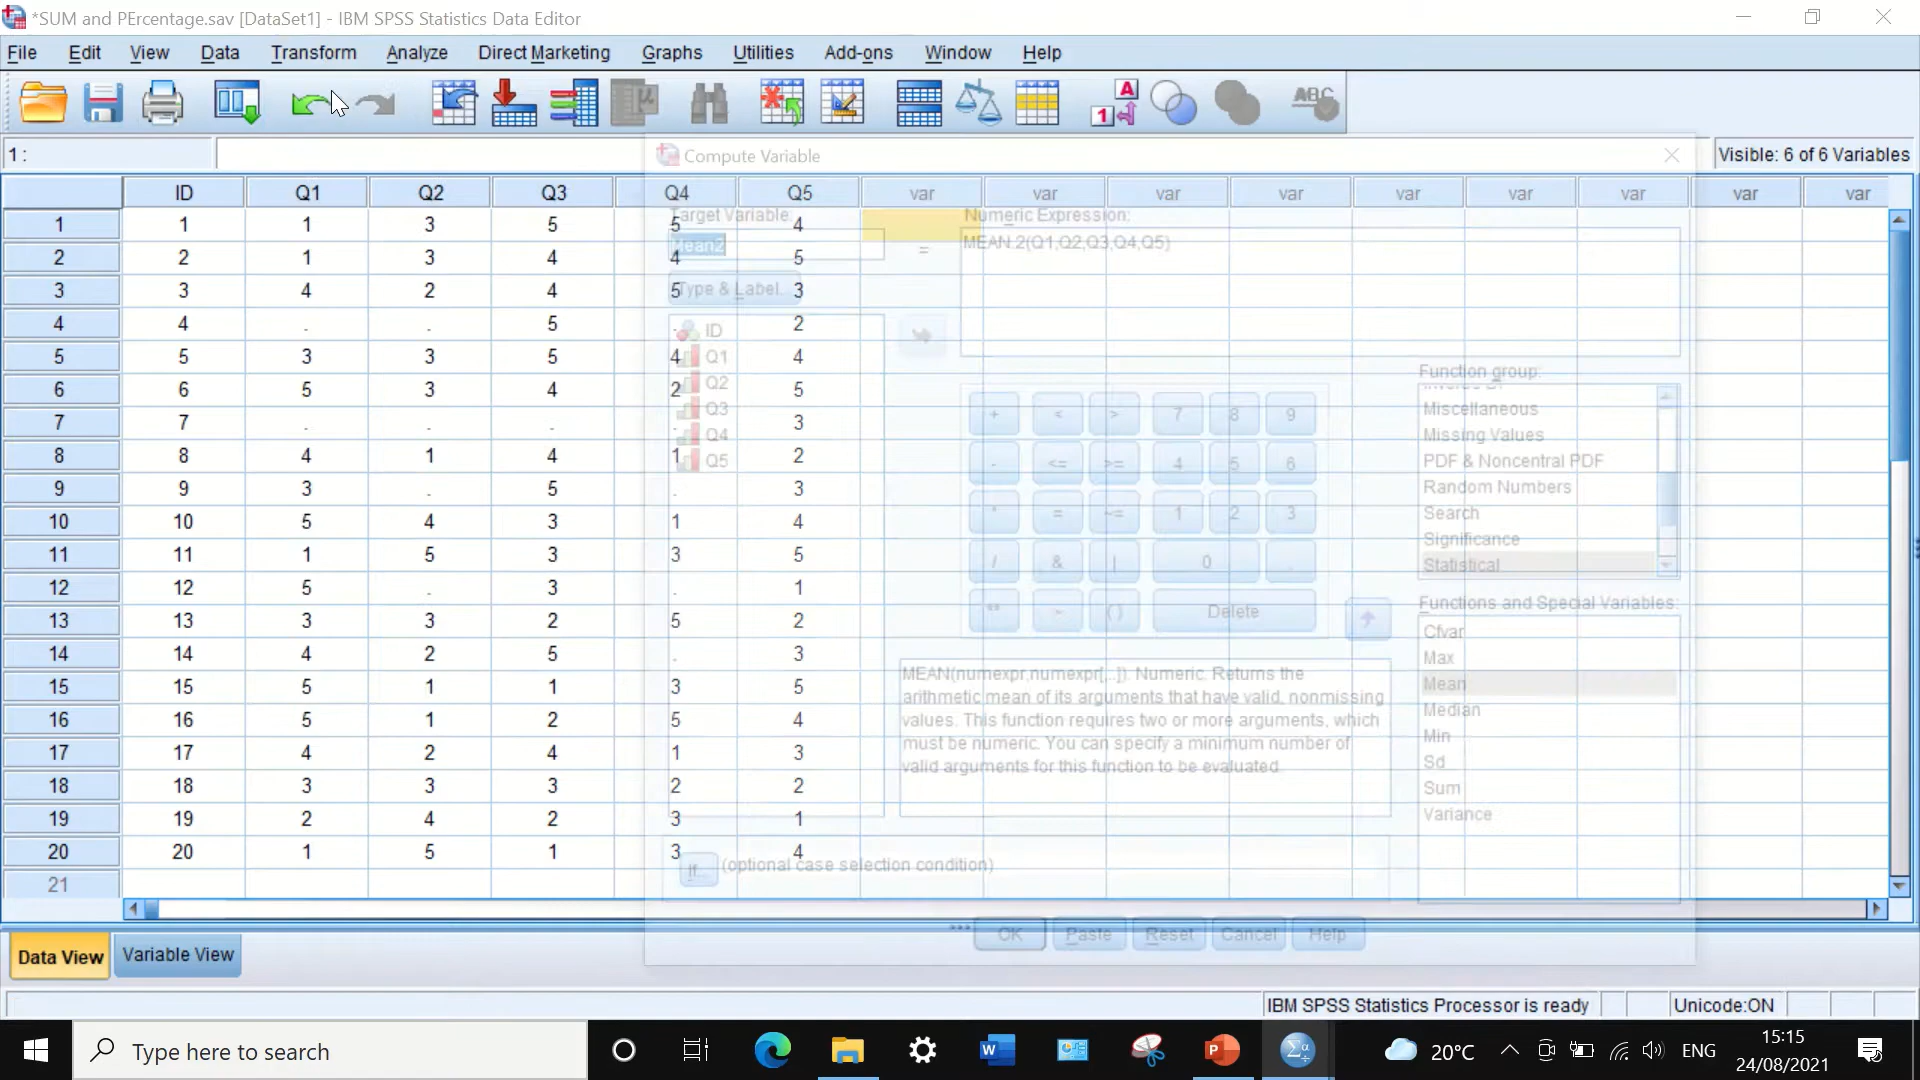 *SUM and PErcentage.sav [DataSet1] - IBM SPSS Statistics Data Editor
File Edit View Data Transform Analyze Direct Marketing Graphs Utilities Add-ons Window Help
1 :
Compute Variable
Visible: 6 of 6 Variables
ID Q1 Q2 Q3 Q4 Q5 var var var var var var var var var
1 1 1 3 5 5 4
2 2 1 3 4 4 5
3 3 4 2 4 5 3
4 4 . . 5 . 2
5 5 3 3 5 4 4
6 6 5 3 4 2 5
7 7 . . . . 3
8 8 4 1 4 1 2
9 9 3 . 5 . 3
10 10 5 4 3 1 4
11 11 1 5 3 3 5
12 12 5 . 3 . 1
13 13 3 3 2 5 2
14 14 4 2 5 . 3
15 15 5 1 1 3 5
16 16 5 1 2 5 4
17 17 4 2 4 1 3
18 18 3 3 3 2 2
19 19 2 4 2 3 1
20 20 1 5 1 3 4
21
Target Variable:
Mean2
=
Numeric Expression:
MEAN.2(Q1,Q2,Q3,Q4,Q5)
Type & Label...
ID
Q1
Q2
Q3
Q4
Q5
+ < > 7 8 9
- <= >= 4 5 6
* = ~= 1 2 3
/ & | 0 .
** ~ ( ) Delete
Function group:
Miscellaneous
Missing Values
PDF & Noncentral PDF
Random Numbers
Search
Significance
Statistical
Functions and Special Variables:
Cfvar
Max
Mean
Median
Min
Sd
Sum
Variance
MEAN(numexpr,numexpr[,..]). Numeric. Returns the
arithmetic mean of its arguments that have valid, nonmissing
values. This function requires two or more arguments, which
must be numeric. You can specify a minimum number of
valid arguments for this function to be evaluated.
If... (optional case selection condition)
OK Paste Reset Cancel Help
Data View Variable View
IBM SPSS Statistics Processor is ready Unicode:ON
Type here to search
20°C ENG
15:15
24/08/2021